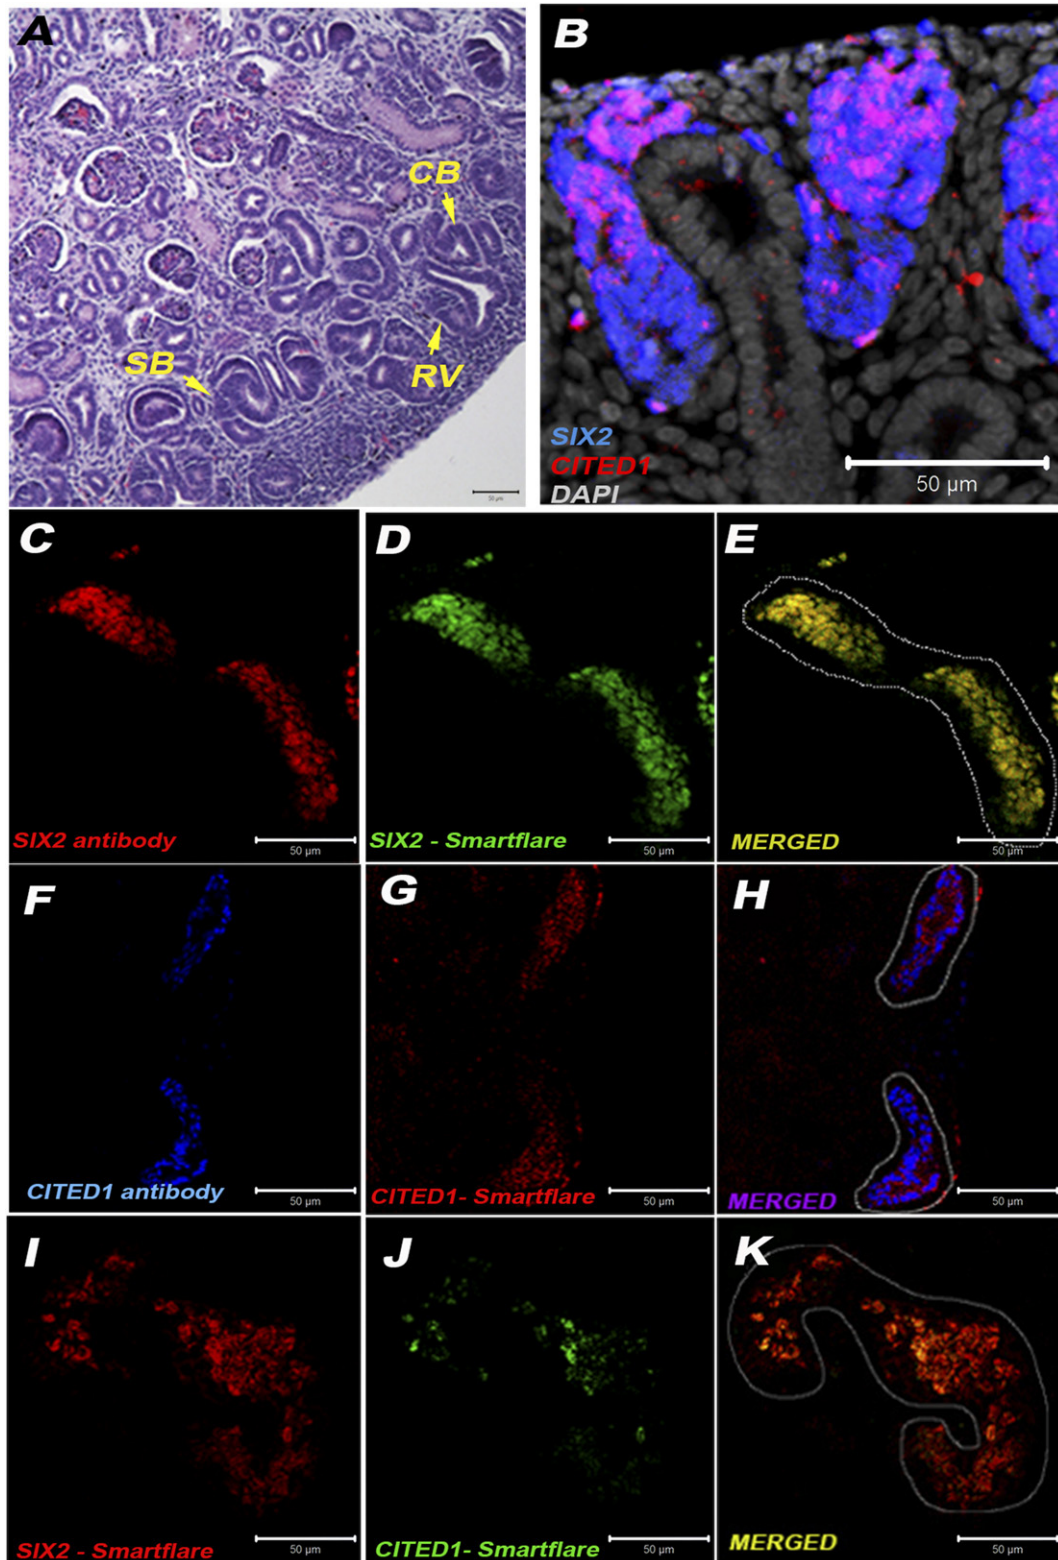 A
CB
SB
RV
50 µm
B
SIX2
CITED1
DAPI
50 µm
C
SIX2 antibody
50 µm
D
SIX2 - Smartflare
50 µm
E
MERGED
50 µm
F
CITED1 antibody
50 µm
G
CITED1- Smartflare
50 µm
H
MERGED
50 µm
I
SIX2 - Smartflare
50 µm
J
CITED1- Smartflare
50 µm
K
MERGED
50 µm